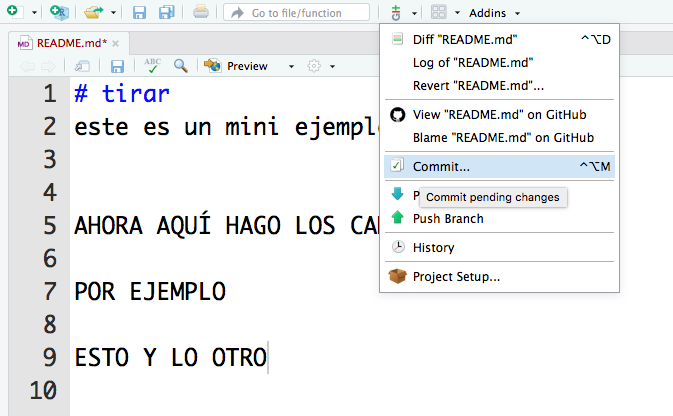 Go to file/function
Git
Addins
MD README.md* ×
ABC
Preview
Diff "README.md" ^⌥D
Log of "README.md"
Revert "README.md"...
View "README.md" on GitHub
Blame "README.md" on GitHub
Commit... ^⌥M
Commit pending changes
Push Branch
History
Project Setup...
1 # tirar
2 este es un mini ejemplo
3
4
5 AHORA AQUÍ HAGO LOS
6
7 POR EJEMPLO
8
9 ESTO Y LO OTRO
10